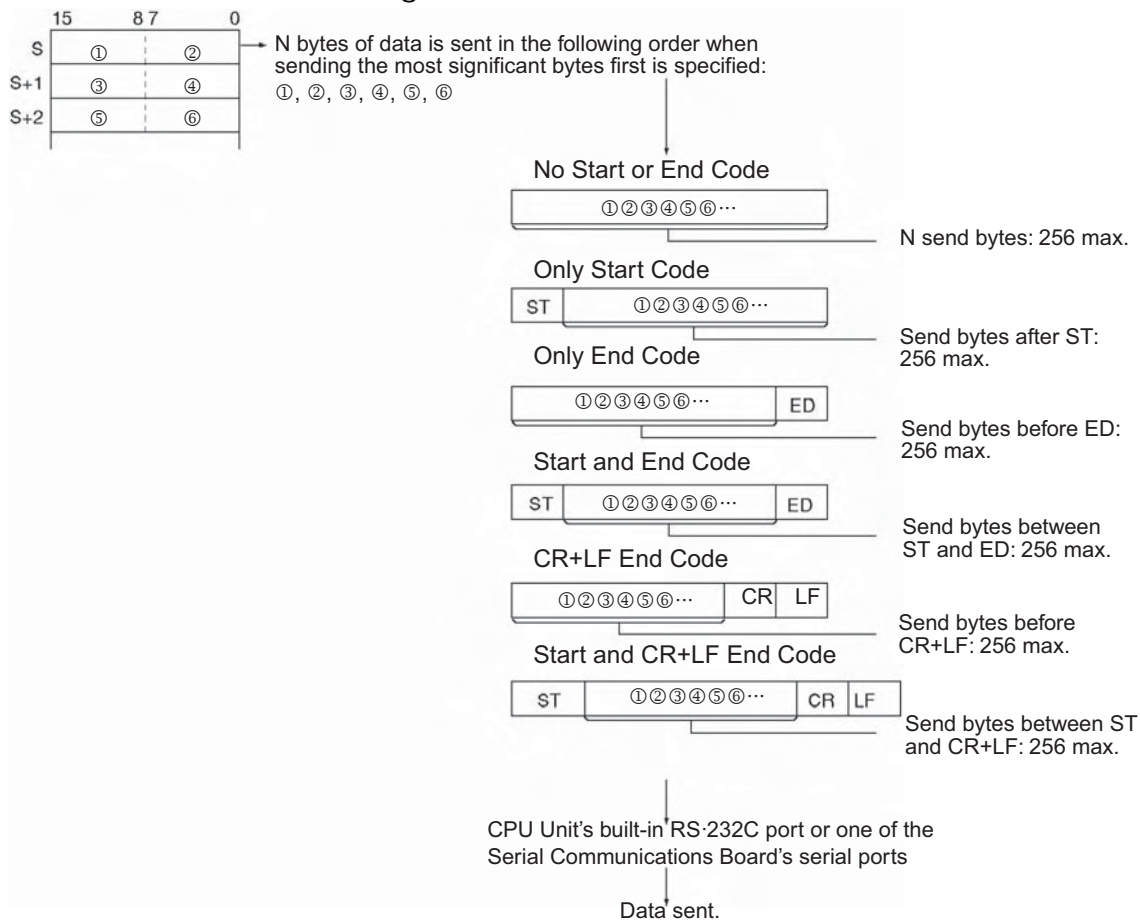 15 8 7 0
S ① ②
S+1 ③ ④
S+2 ⑤ ⑥
N bytes of data is sent in the following order when
sending the most significant bytes first is specified:
①, ②, ③, ④, ⑤, ⑥
No Start or End Code
①②③④⑤⑥···
N send bytes: 256 max.
Only Start Code
ST ①②③④⑤⑥···
Send bytes after ST:
256 max.
Only End Code
①②③④⑤⑥··· ED
Send bytes before ED:
256 max.
Start and End Code
ST ①②③④⑤⑥··· ED
Send bytes between
ST and ED: 256 max.
CR+LF End Code
①②③④⑤⑥··· CR LF
Send bytes before
CR+LF: 256 max.
Start and CR+LF End Code
ST ①②③④⑤⑥··· CR LF
Send bytes between ST
and CR+LF: 256 max.
CPU Unit's built-in RS·232C port or one of the
Serial Communications Board's serial ports
Data sent.